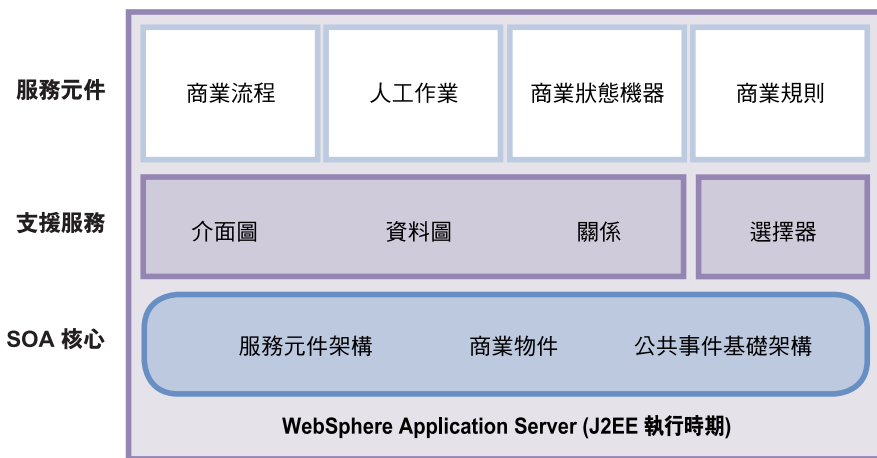 服務元件
商業流程
人工作業
商業狀態機器
商業規則
支援服務
介面圖
資料圖
關係
選擇器
SOA 核心
服務元件架構
商業物件
公共事件基礎架構
WebSphere Application Server (J2EE 執行時期)